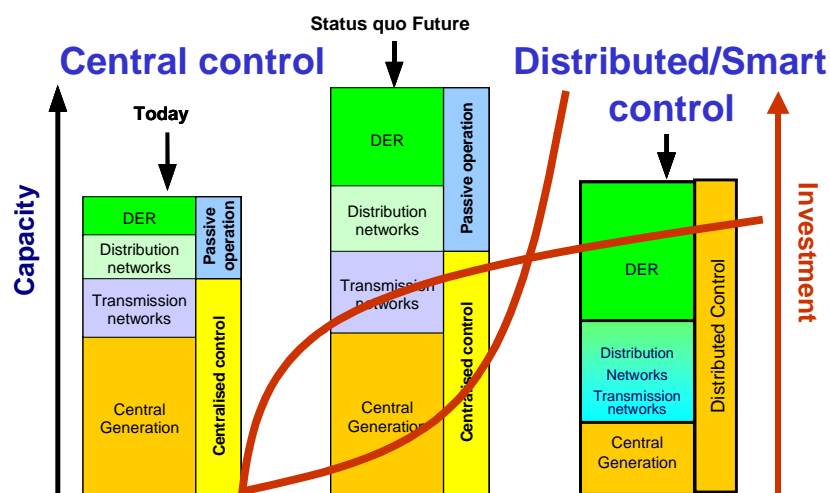 Status quo Future
Central control
Distributed/Smart
control
Today
Capacity
DER
Distribution
networks
Transmission
networks
Central
Generation
Passive
operation
Centralised control
DER
Distribution
networks
Transmission
networks
Central
Generation
Passive operation
Centralised control
DER
Distribution
Networks
Transmission
networks
Central
Generation
Distributed Control
Investment